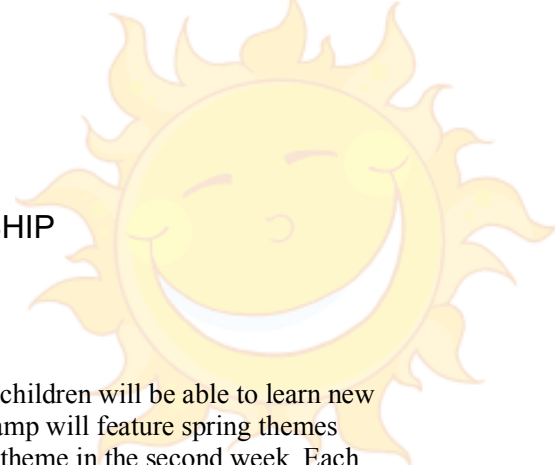 HIP
children will be able to learn new
amp will feature spring themes
theme in the second week. Each